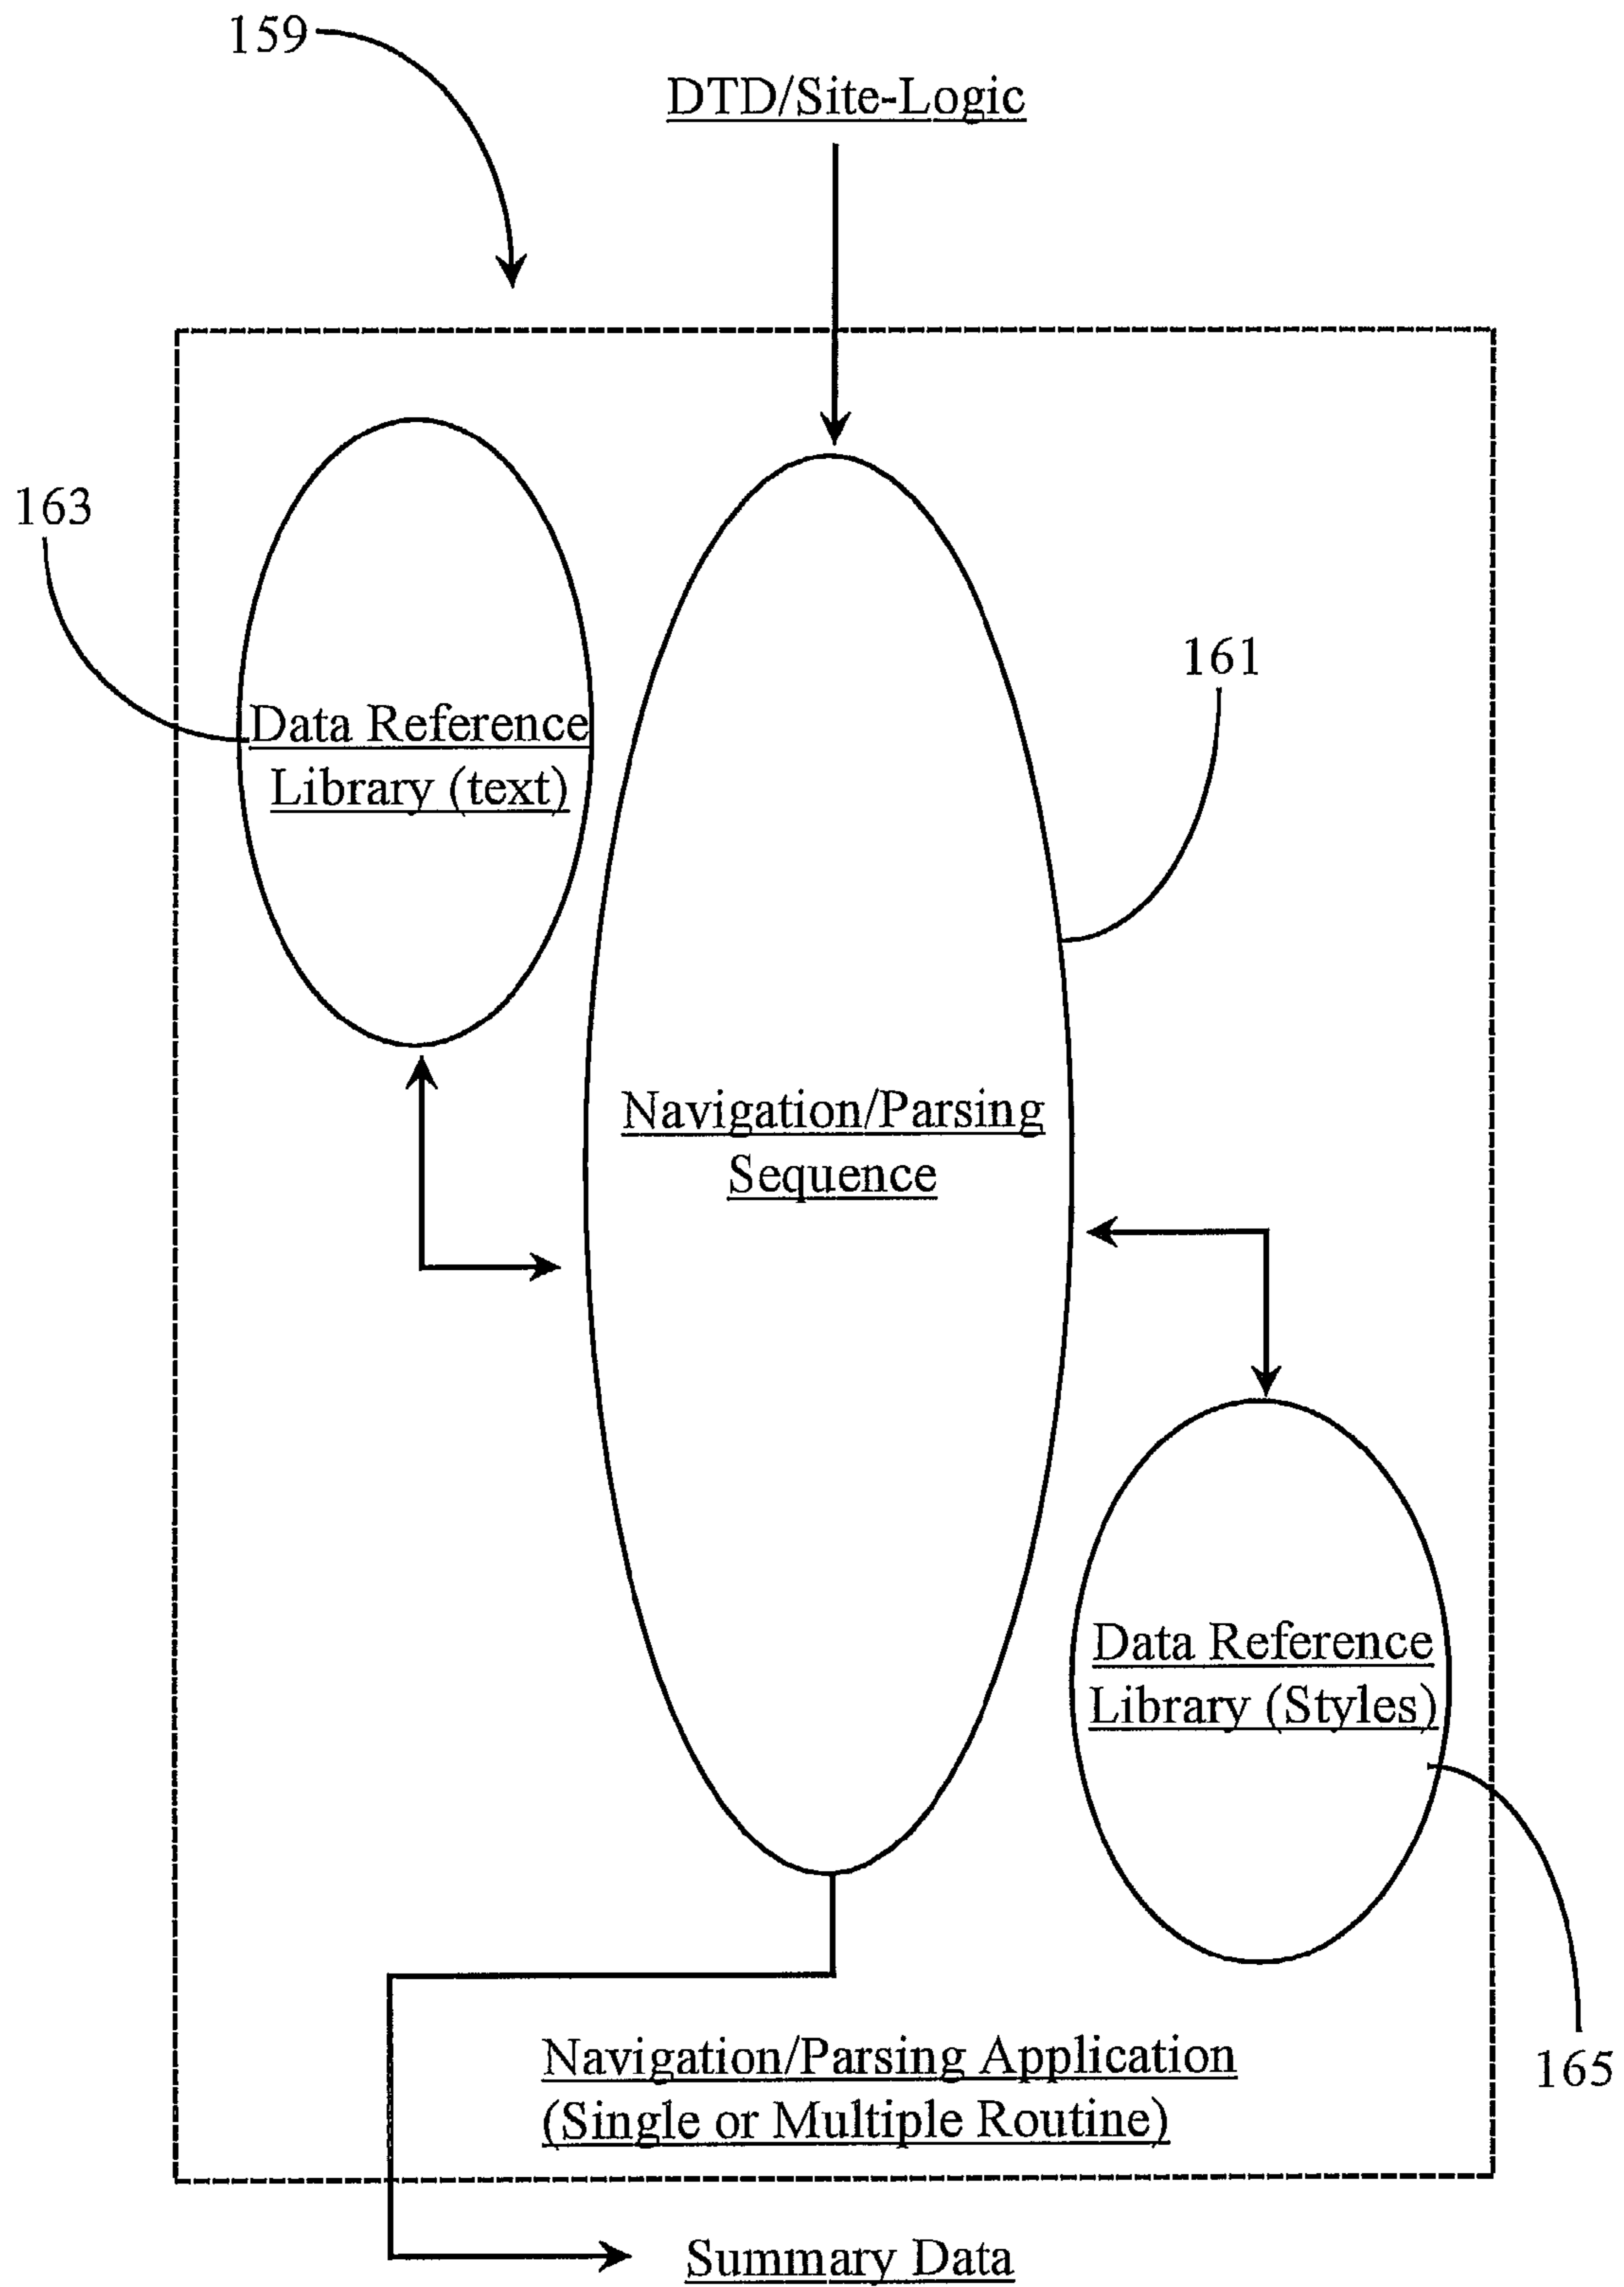 159
DTD/Site-Logic
163
161
Data Reference
Library (text)
Navigation/Parsing
Sequence
Data Reference
Library (Styles)
Navigation/Parsing Application
(Single or Multiple Routine)
165
Summary Data